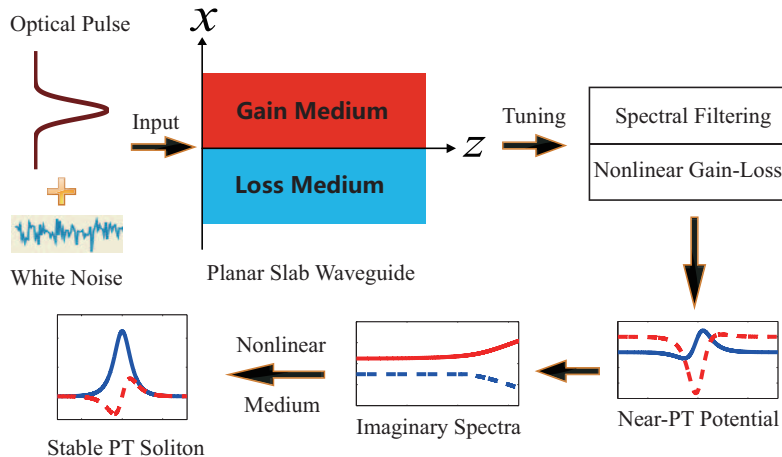 Optical Pulse
x
Input
Gain Medium
Loss Medium
z
Tuning
Spectral Filtering
Nonlinear Gain-Loss
White Noise
Planar Slab Waveguide
Nonlinear
Medium
Stable PT Soliton
Imaginary Spectra
Near-PT Potential